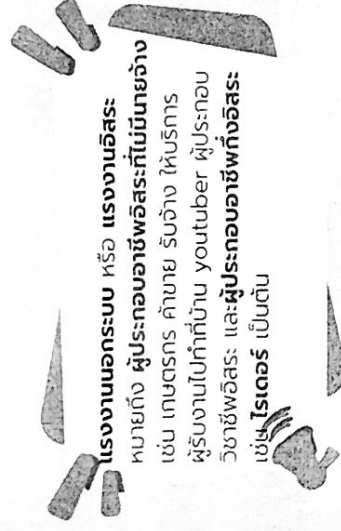 แรงงานนอกระบบ หรือ แรงงานอิสระ
หมายถึง ผู้ประกอบอาชีพอิสระที่ไม่มีนายจ้าง
เช่น เกษตรกร ค้าขาย รับจ้าง ให้บริการ
ผู้รับงานไปทำที่บ้าน youtuber ผู้ประกอบ
วิชาชีพอิสระ และผู้ประกอบอาชีพกึ่งอิสระ
เช่น ไรเดอร์ เป็นต้น